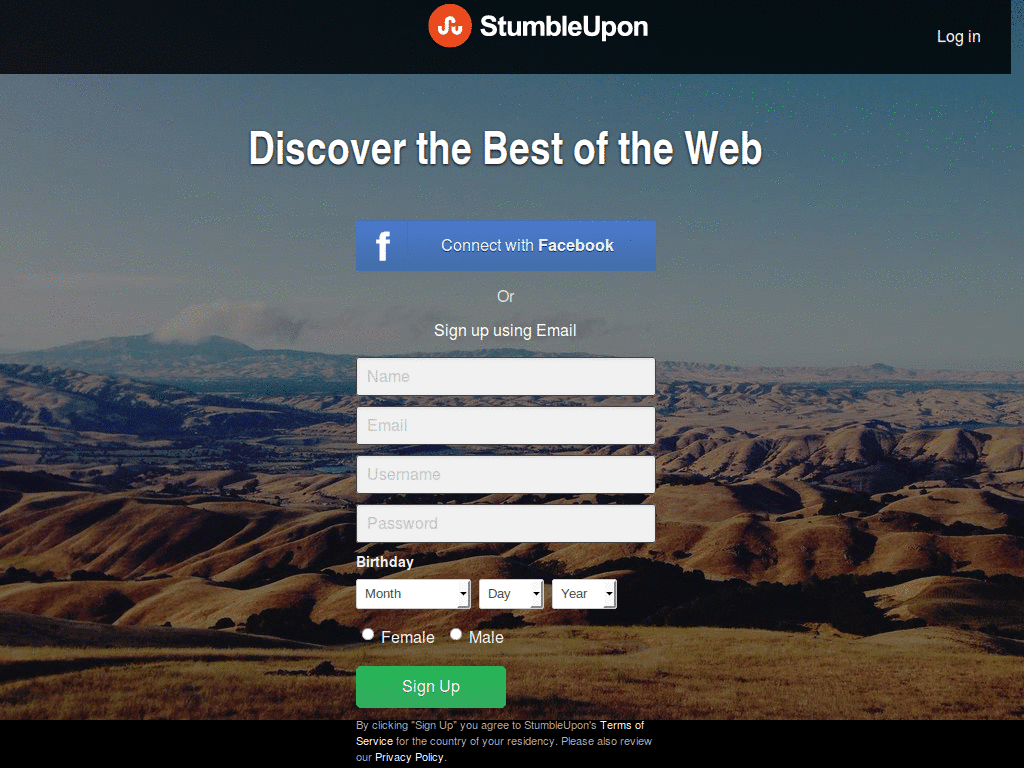 StumbleUpon
Log in
Discover the Best of the Web
f
Connect with Facebook
Or
Sign up using Email
Name
Email
Username
Password
Birthday
Month Day Year
Female Male
Sign Up
By clicking "Sign Up" you agree to StumbleUpon's Terms of
Service for the country of your residency. Please also review
our Privacy Policy.